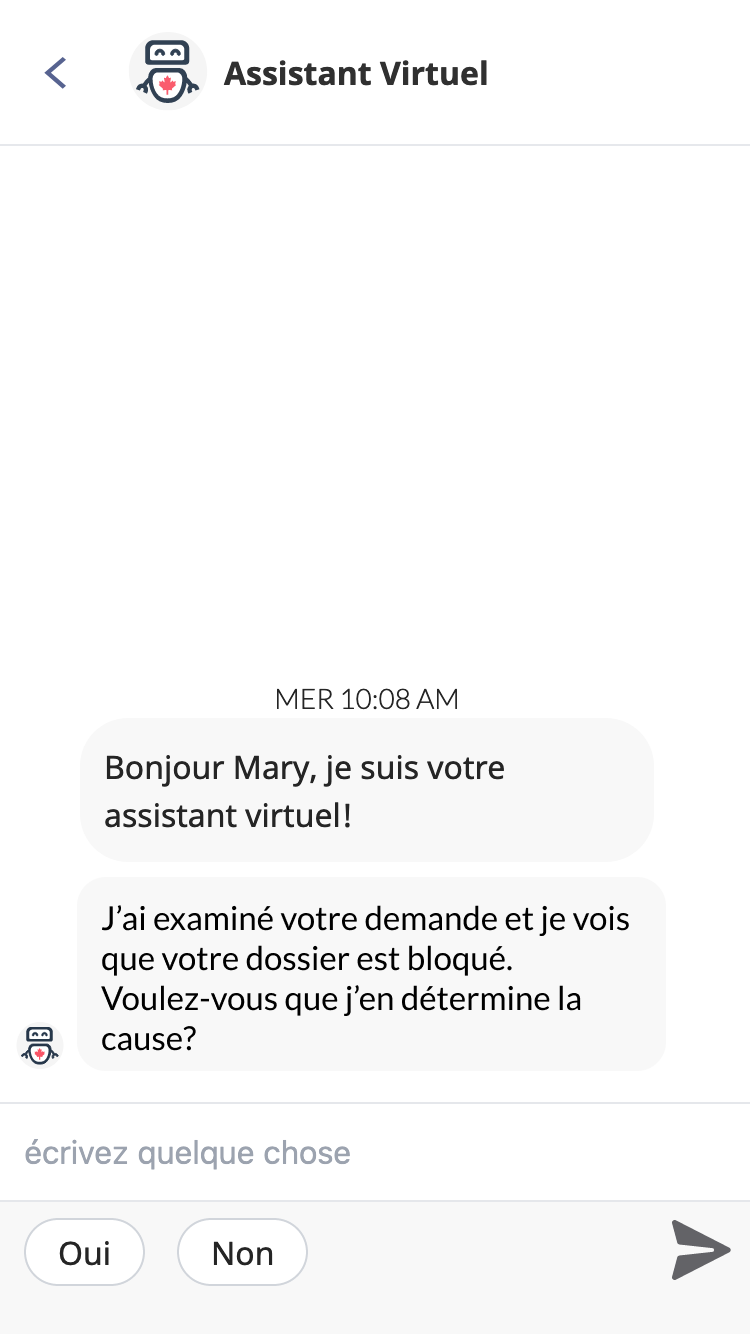 Assistant Virtuel
MER 10:08 AM
Bonjour Mary, je suis votre
assistant virtuel!
J’ai examiné votre demande et je vois
que votre dossier est bloqué.
Voulez-vous que j’en détermine la
cause?
écrivez quelque chose
Oui
Non